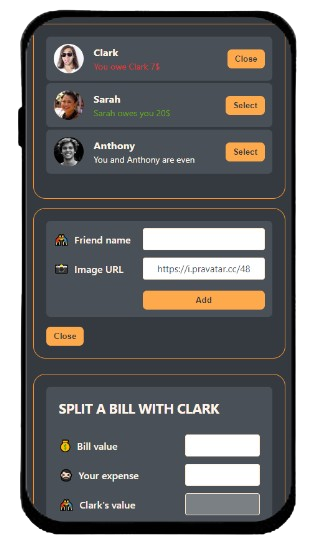 Clark
You owe Clark 7$
Close
Sarah
Sarah owes you 20$
Select
Anthony
You and Anthony are even
Select
Friend name
Image URL https://i.pravatar.cc/48
Add
Close
SPLIT A BILL WITH CLARK
Bill value
Your expense
Clark's value